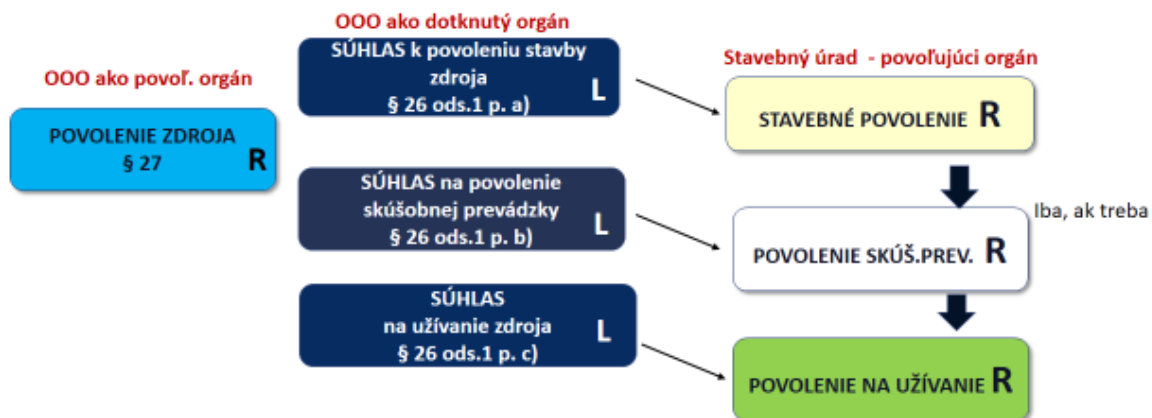 OOO ako povoľ. orgán
POVOLENIE ZDROJA
§ 27
R
OOO ako dotknutý orgán
SÚHLAS k povoleniu stavby
zdroja
§ 26 ods.1 p. a)
L
SÚHLAS na povolenie
skúšobnej prevádzky
§ 26 ods.1 p. b)
L
SÚHLAS
na užívanie zdroja
§ 26 ods.1 p. c)
L
Stavebný úrad - povoľujúci orgán
STAVEBNÉ POVOLENIE R
Iba, ak treba
POVOLENIE SKÚŠ.PREV. R
POVOLENIE NA UŽÍVANIE R